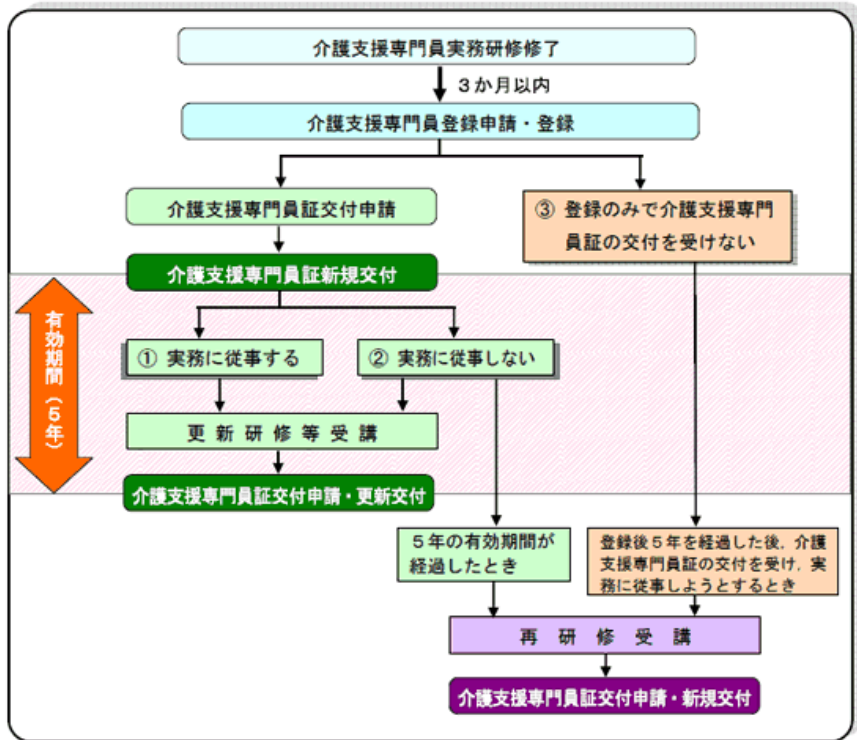 介護支援専門員実務研修修了
３か月以内
介護支援専門員登録申請・登録
介護支援専門員証交付申請
③ 登録のみで介護支援専門
員証の交付を受けない
介護支援専門員証新規交付
有効期間（５年）
① 実務に従事する
② 実務に従事しない
更新研修等受講
介護支援専門員証交付申請・更新交付
５年の有効期間が
経過したとき
登録後５年を経過した後，介護
支援専門員証の交付を受け，実
務に従事しようとするとき
再研修受講
介護支援専門員証交付申請・新規交付